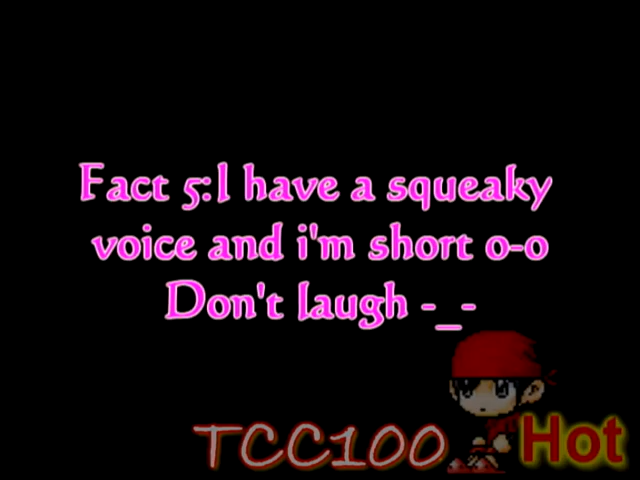 Fact 5:I have a squeaky
voice and i'm short o-o
Don't laugh -_-
TCC100
Hot